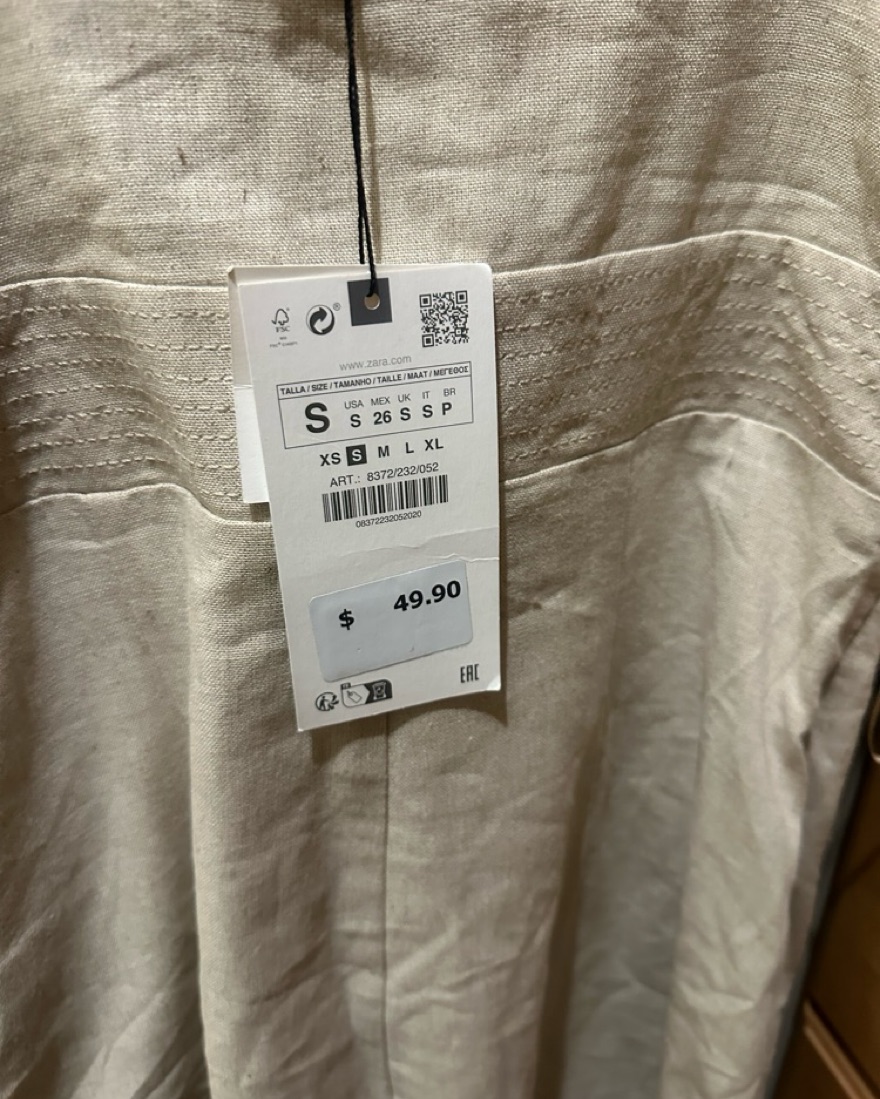 FSC
®
www.zara.com
TALLA / SIZE / TAMANHO / TAILLE / MAAT / ΜΕΓΕΘΟΣ
USA MEX UK IT BR
S S 26 S S P
XS S M L XL
ART.: 8372/232/052
08372232052020
$ 49.90
EAC
FR